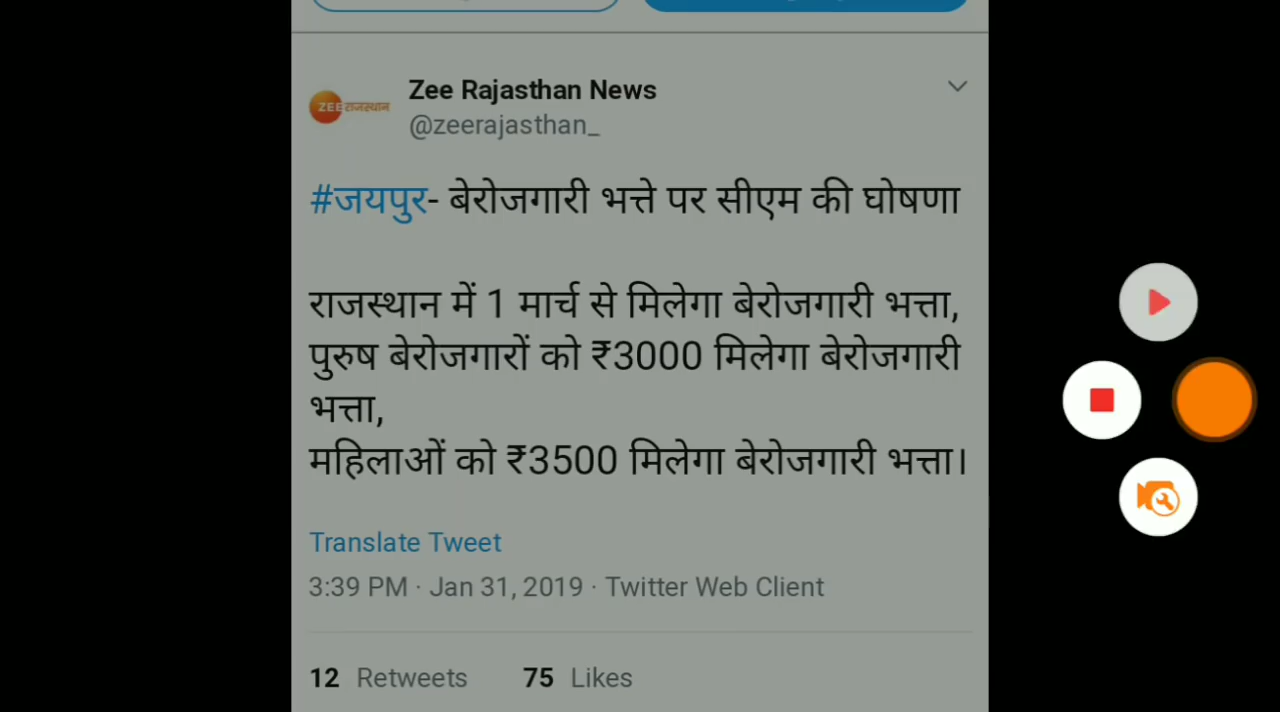 Zee Rajasthan News
ZEE राजस्थान
@zeerajasthan_
#जयपुर- बेरोजगारी भत्ते पर सीएम की घोषणा
राजस्थान में 1 मार्च से मिलेगा बेरोजगारी भत्ता,
पुरुष बेरोजगारों को ₹3000 मिलेगा बेरोजगारी
भत्ता,
महिलाओं को ₹3500 मिलेगा बेरोजगारी भत्ता।
Translate Tweet
3:39 PM · Jan 31, 2019 · Twitter Web Client
12 Retweets 75 Likes